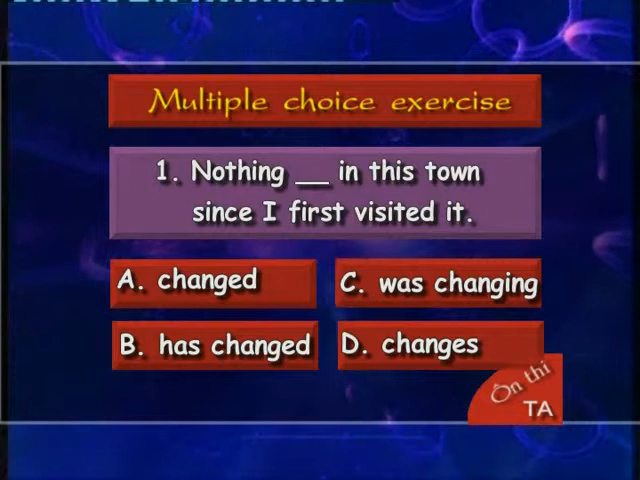 Multiple choice exercise
1. Nothing __ in this town
since I first visited it.
A. changed
C. was changing
B. has changed
D. changes
Ôn thi
TA